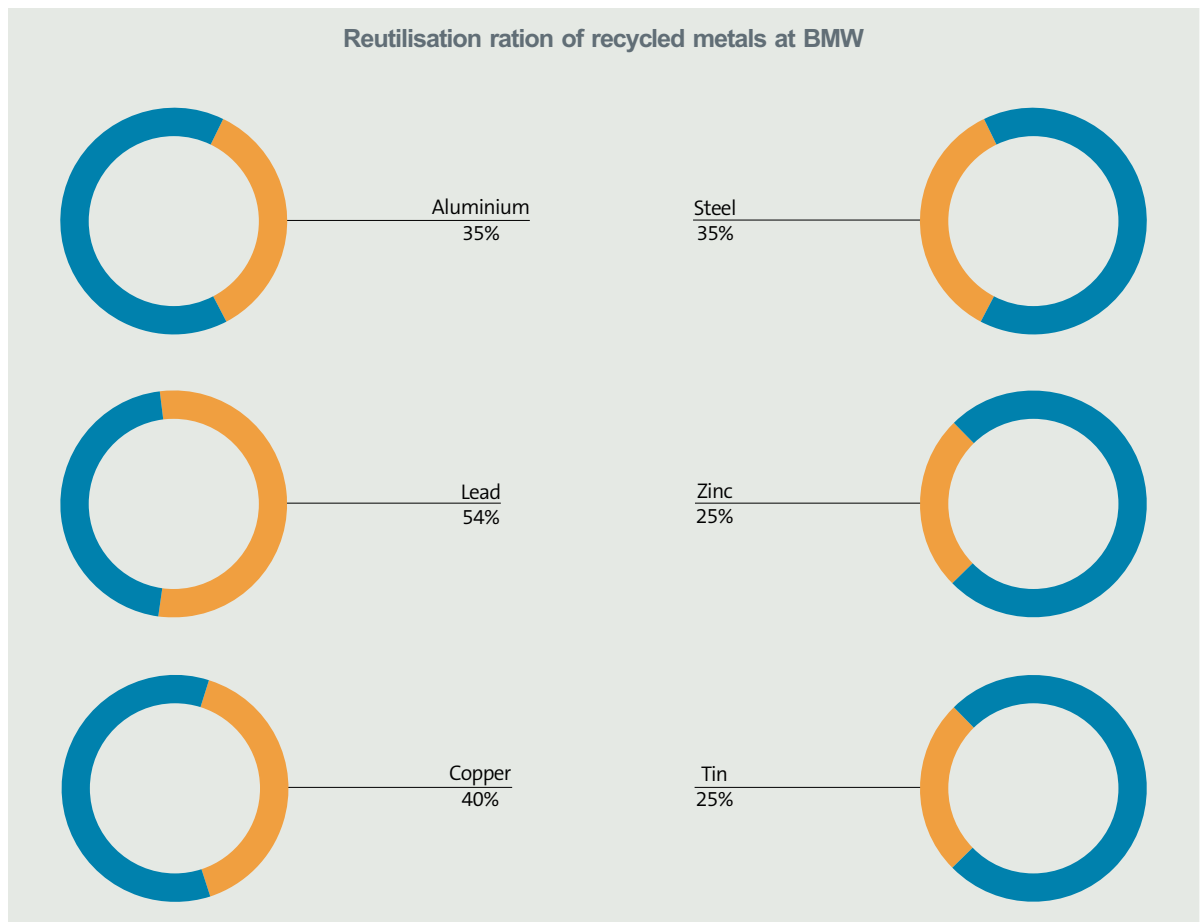 Reutilisation ration of recycled metals at BMW
Aluminium
35%
Steel
35%
Lead
54%
Zinc
25%
Copper
40%
Tin
25%